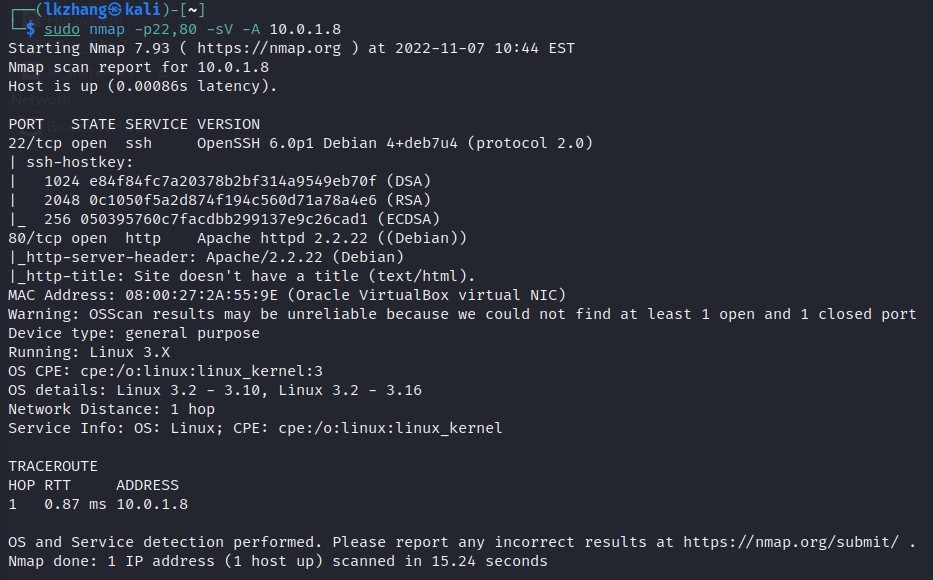 ┌──(lkzhang㉿kali)-[~]
└─$ sudo nmap -p22,80 -sV -A 10.0.1.8
Starting Nmap 7.93 ( https://nmap.org ) at 2022-11-07 10:44 EST
Nmap scan report for 10.0.1.8
Host is up (0.00086s latency).

PORT   STATE SERVICE VERSION
22/tcp open  ssh     OpenSSH 6.0p1 Debian 4+deb7u4 (protocol 2.0)
| ssh-hostkey:
|   1024 e84f84fc7a20378b2bf314a9549eb70f (DSA)
|   2048 0c1050f5a2d874f194c560d71a78a4e6 (RSA)
|_  256 050395760c7facdbb299137e9c26cad1 (ECDSA)
80/tcp open  http    Apache httpd 2.2.22 ((Debian))
|_http-server-header: Apache/2.2.22 (Debian)
|_http-title: Site doesn't have a title (text/html).
MAC Address: 08:00:27:2A:55:9E (Oracle VirtualBox virtual NIC)
Warning: OSScan results may be unreliable because we could not find at least 1 open and 1 closed port
Device type: general purpose
Running: Linux 3.X
OS CPE: cpe:/o:linux:linux_kernel:3
OS details: Linux 3.2 - 3.10, Linux 3.2 - 3.16
Network Distance: 1 hop
Service Info: OS: Linux; CPE: cpe:/o:linux:linux_kernel

TRACEROUTE
HOP RTT     ADDRESS
1   0.87 ms 10.0.1.8

OS and Service detection performed. Please report any incorrect results at https://nmap.org/submit/ .
Nmap done: 1 IP address (1 host up) scanned in 15.24 seconds